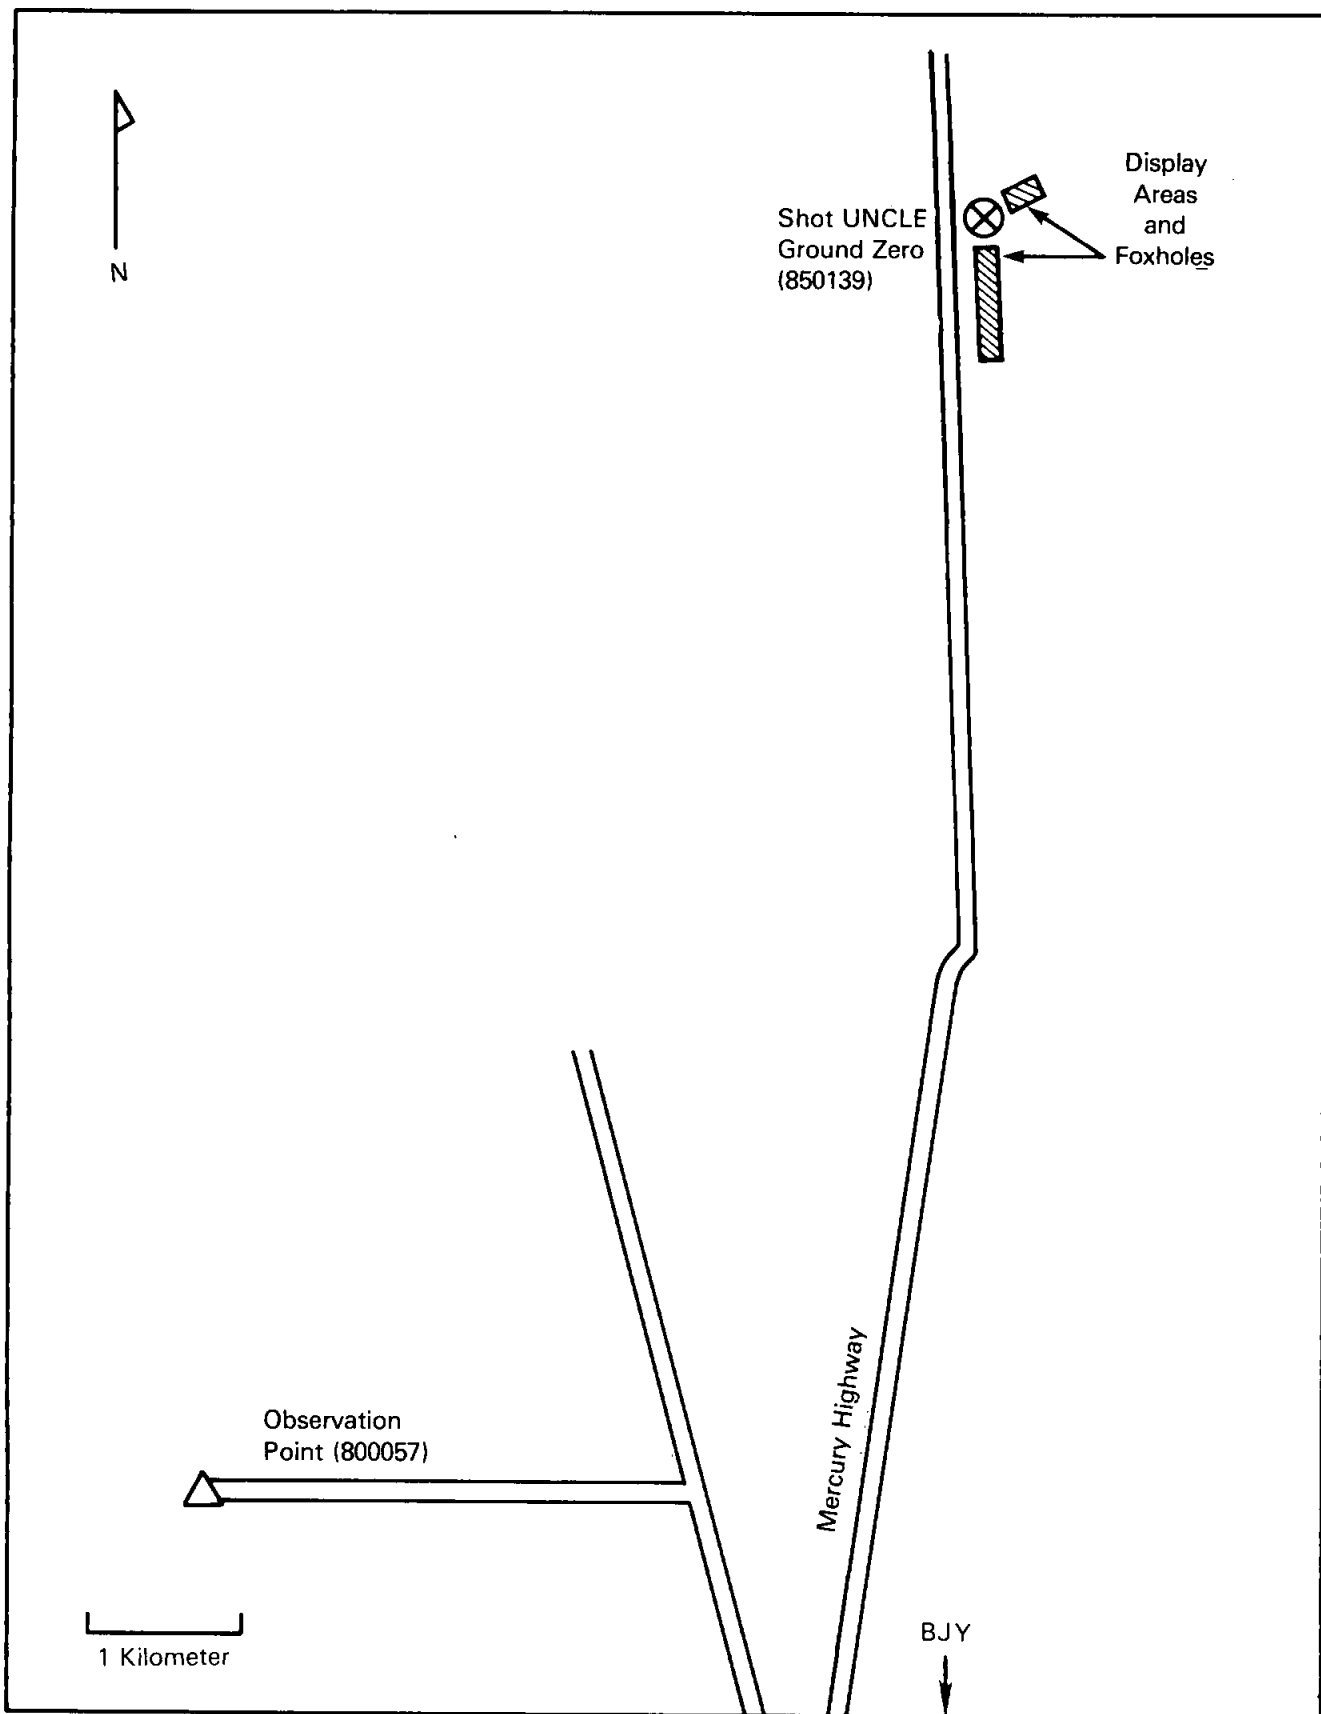 N
Shot UNCLE
Ground Zero
(850139)
Display
Areas
and
Foxholes
Observation
Point (800057)
Mercury Highway
1 Kilometer
BJY